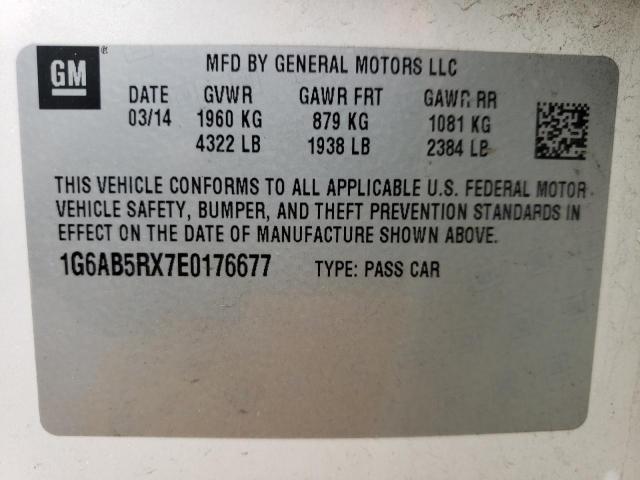 GM
®
MFD BY GENERAL MOTORS LLC
DATE GVWR GAWR FRT GAWR RR
03/14 1960 KG 879 KG 1081 KG
4322 LB 1938 LB 2384 LB
THIS VEHICLE CONFORMS TO ALL APPLICABLE U.S. FEDERAL MOTOR
VEHICLE SAFETY, BUMPER, AND THEFT PREVENTION STANDARDS IN
EFFECT ON THE DATE OF MANUFACTURE SHOWN ABOVE.
1G6AB5RX7E0176677 TYPE: PASS CAR